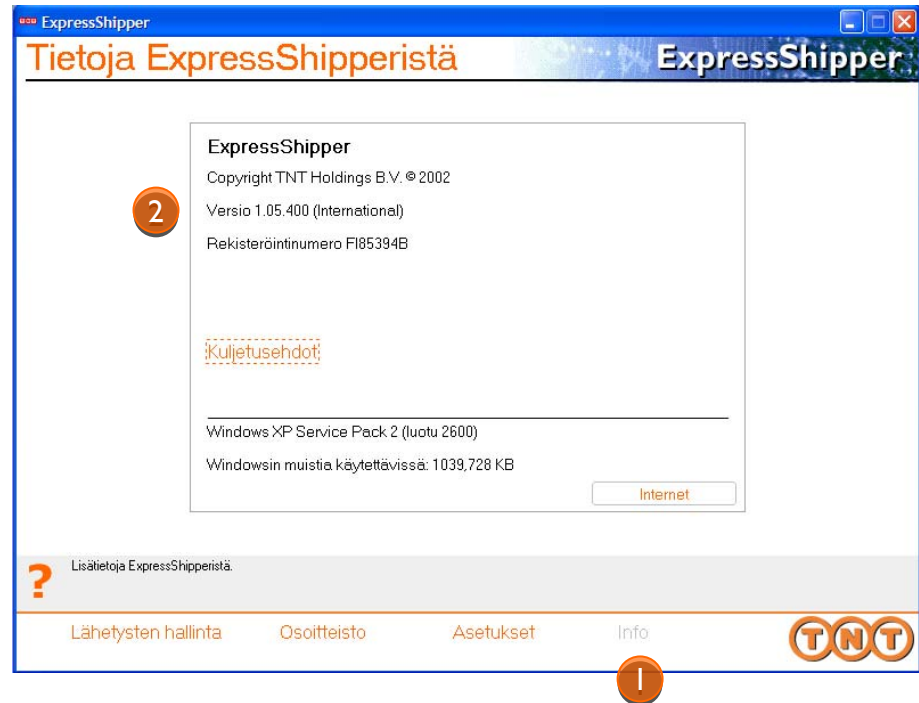 ExpressShipper
Tietoja ExpressShipperistä
ExpressShipper
ExpressShipper
Copyright TNT Holdings B.V. © 2002
2
Versio 1.05.400 (International)
Rekisteröintinumero FI85394B
Kuljetusehdot
Windows XP Service Pack 2 (luotu 2600)
Windowsin muistia käytettävissä: 1039,728 KB
Internet
?
Lisätietoja ExpressShipperistä.
Lähetysten hallinta Osoitteisto Asetukset Info
TNT
1